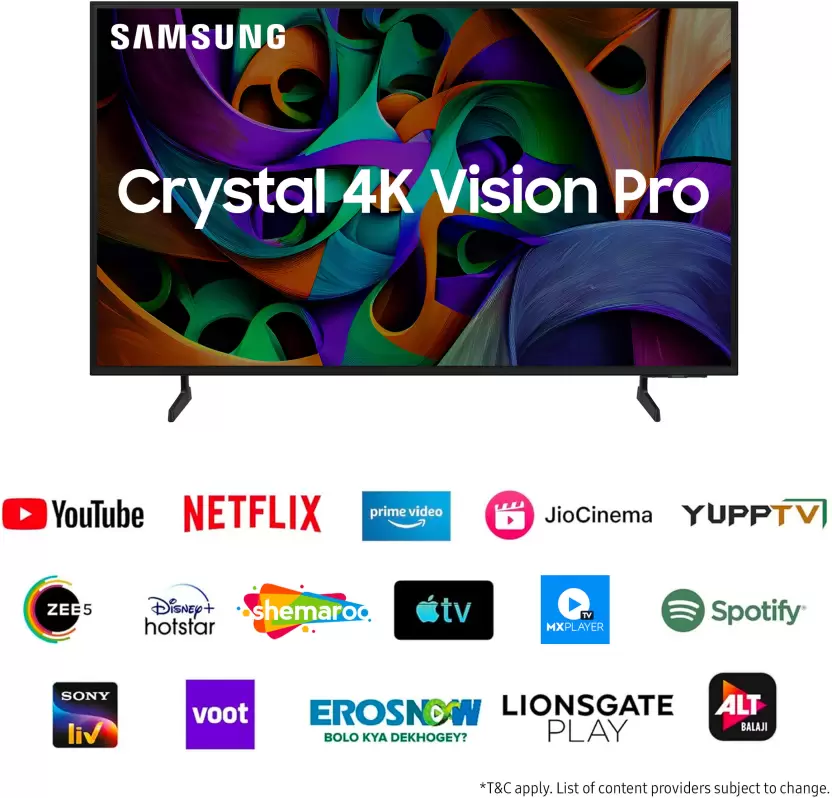 SAMSUNG
Crystal 4K Vision Pro
YouTube
NETFLIX
prime video
JioCinema
YUPPTV
ZEE5
Disney+
hotstar
shemaroo
tv
TV
MXPLAYER
Spotify
SONY
liv
voot
EROSNOW
BOLO KYA DEKHOGEY?
LIONSGATE
PLAY
ALT
BALAJI
*T&C apply. List of content providers subject to change.